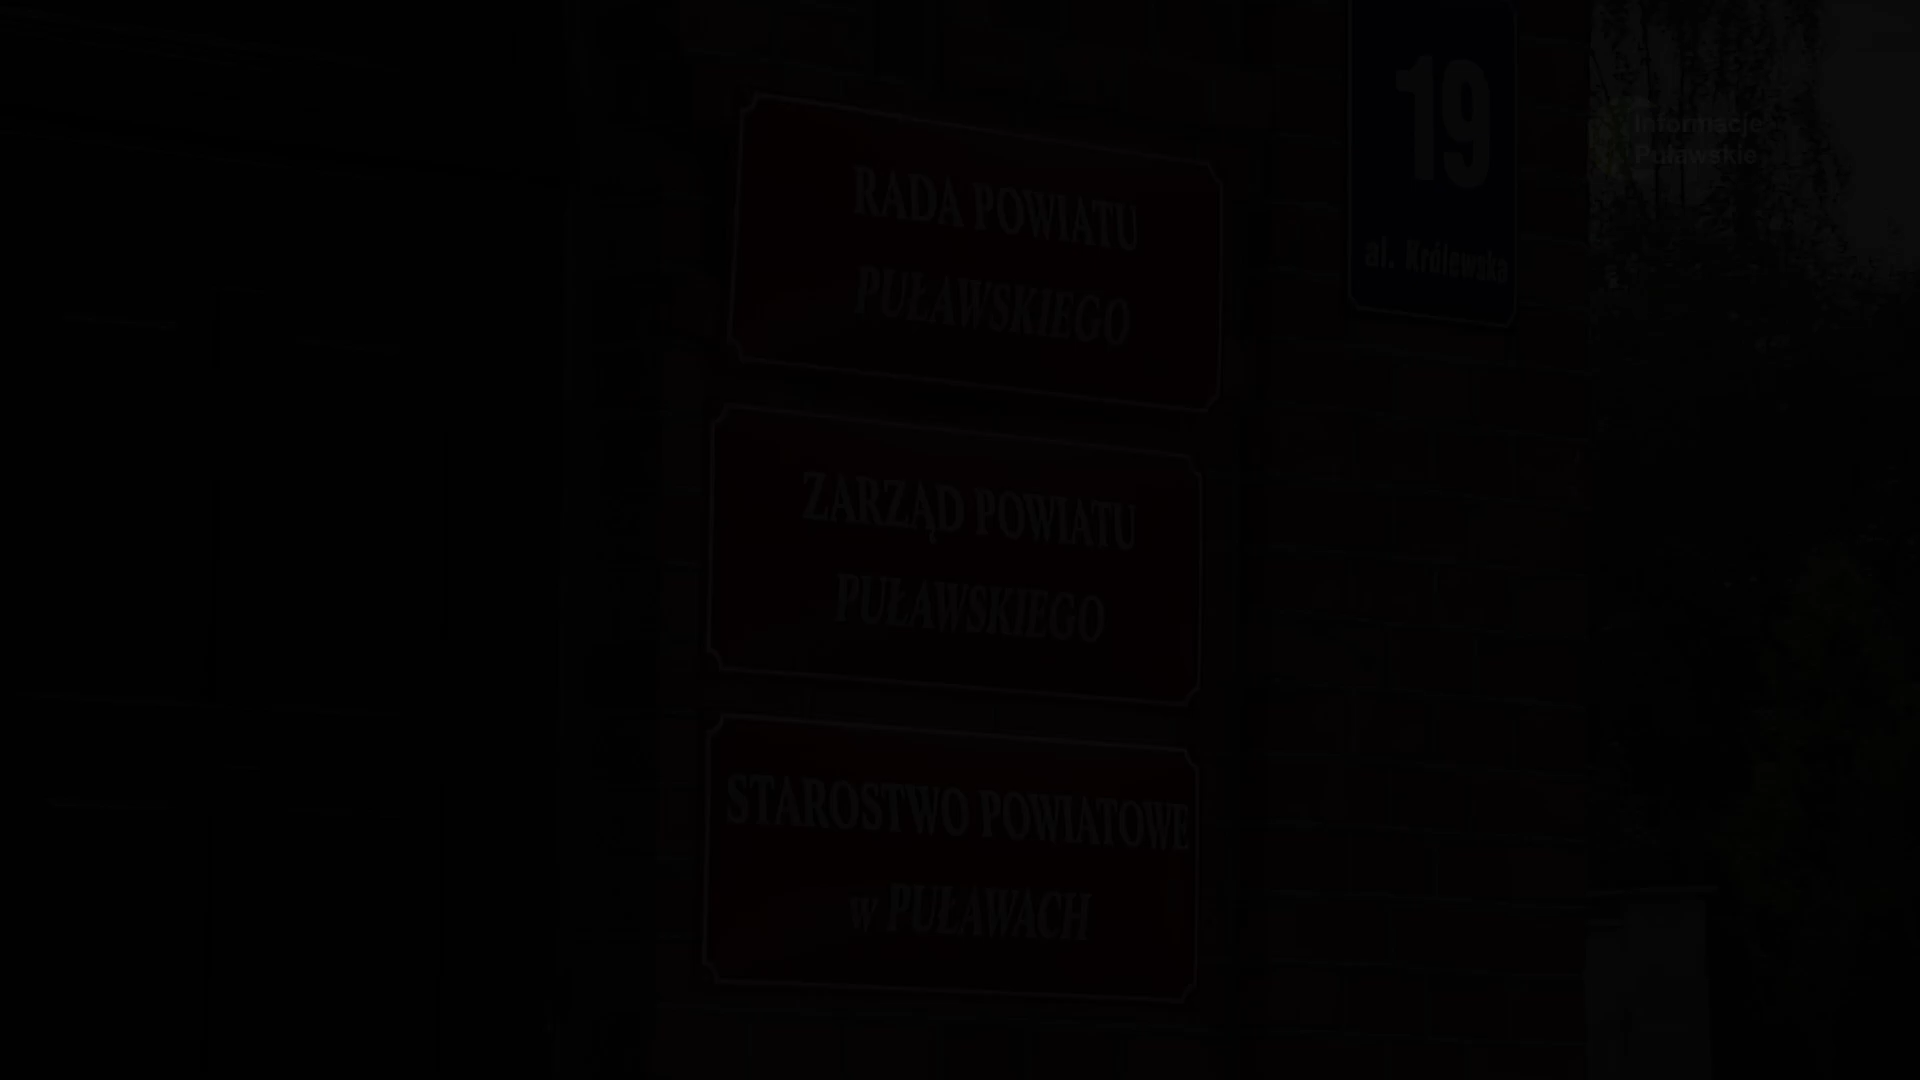 RADA POWIATU
PUŁAWSKIEGO
ZARZĄD POWIATU
PUŁAWSKIEGO
STAROSTWO POWIATOWE
w PUŁAWACH
19
al. Królewska
Informacje
Puławskie